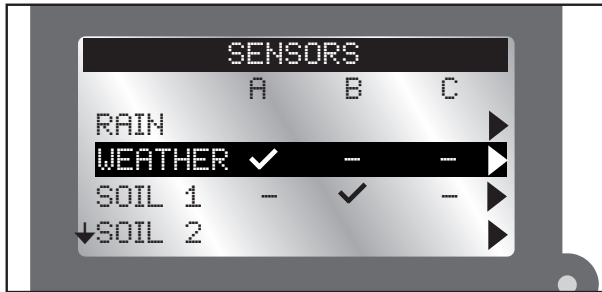 SENSORS
A B C
RAIN
WEATHER ✓ - -
SOIL 1 - ✓ -
SOIL 2